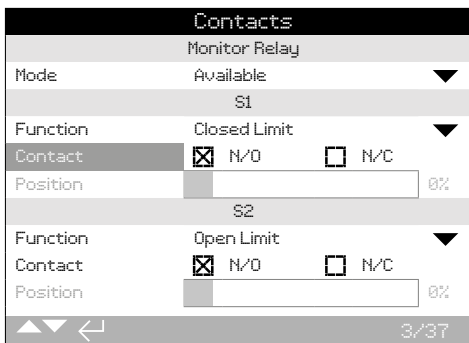 Contacts
Monitor Relay
Mode Available
S1
Function Closed Limit
Contact N/O N/C
Position 0%
S2
Function Open Limit
Contact N/O N/C
Position 0%
3/37